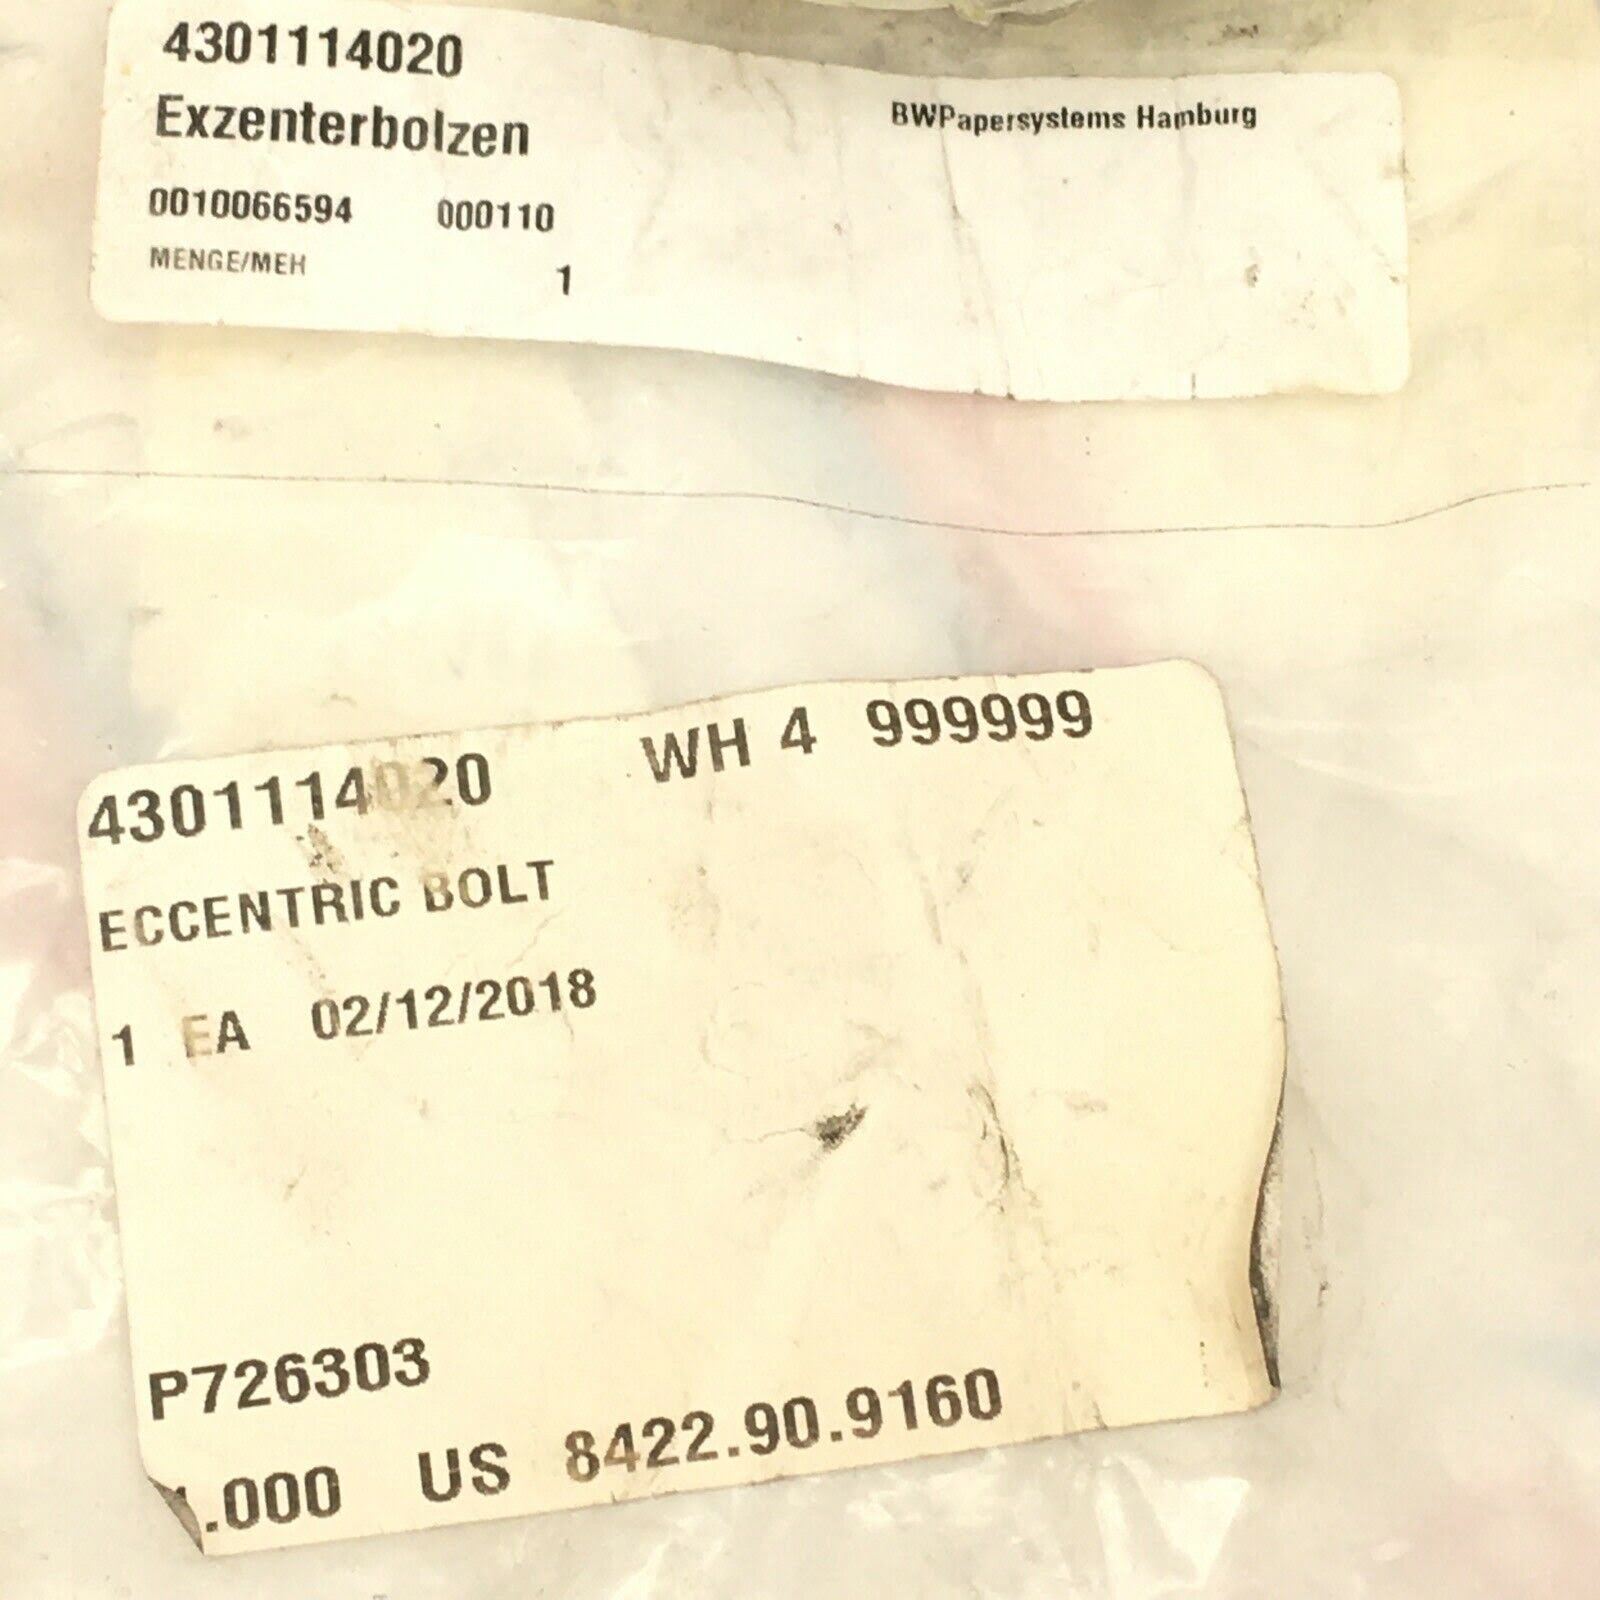 4301114020
Exzenterbolzen
BWPapersystems Hamburg
0010066594 000110
MENGE/MEH 1
4301114020 WH 4 999999
ECCENTRIC BOLT
1 EA 02/12/2018
P726303
.000 US 8422.90.9160